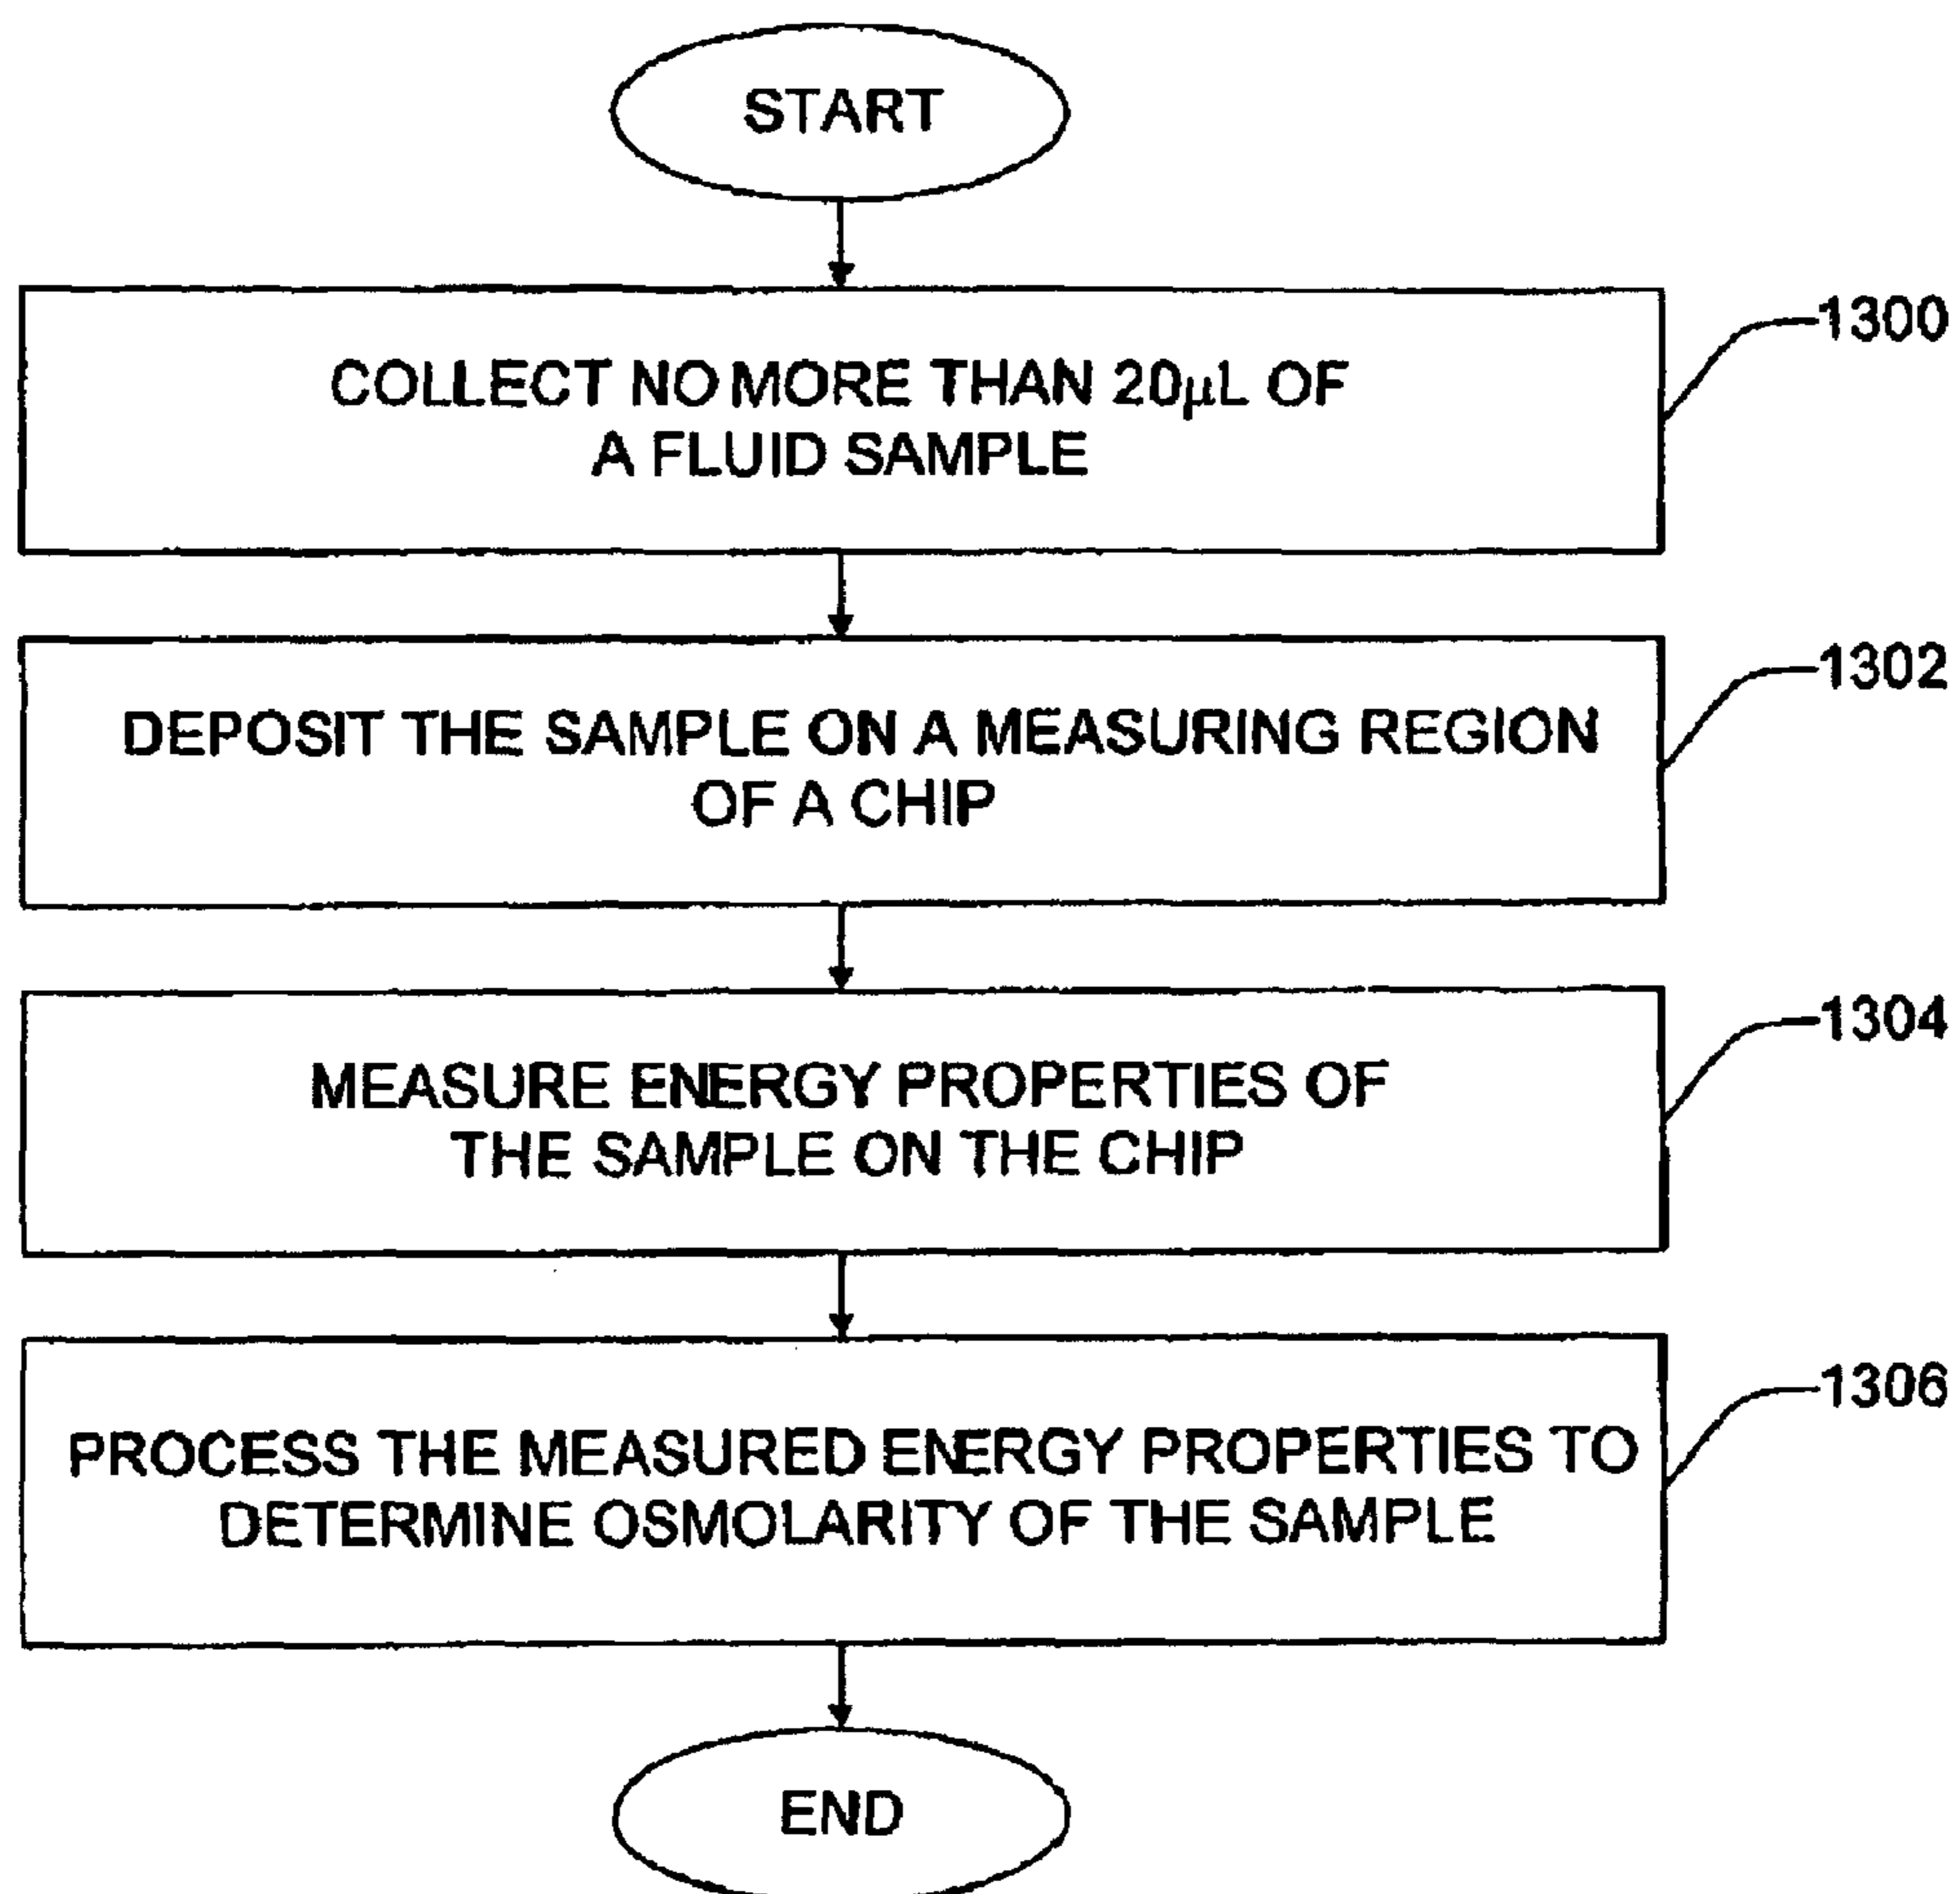 START
1300
COLLECT NO MORE THAN 20µL OF
A FLUID SAMPLE
1302
DEPOSIT THE SAMPLE ON A MEASURING REGION
OF A CHIP
1304
MEASURE ENERGY PROPERTIES OF
THE SAMPLE ON THE CHIP
1306
PROCESS THE MEASURED ENERGY PROPERTIES TO
DETERMINE OSMOLARITY OF THE SAMPLE
END